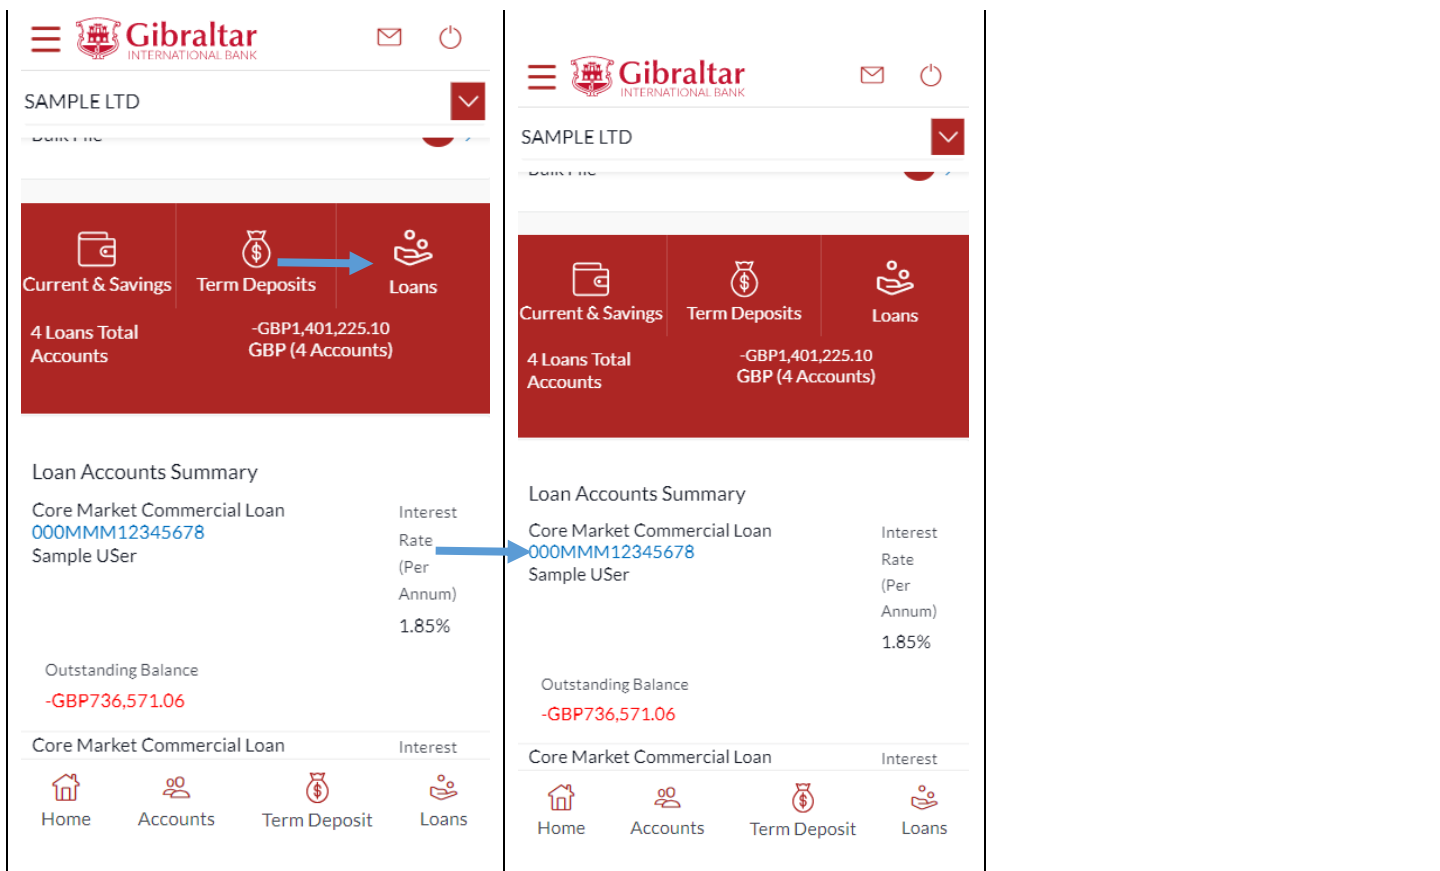 Gibraltar
INTERNATIONAL BANK
SAMPLE LTD
Bulk File
Current & Savings
Term Deposits
Loans
4 Loans Total
Accounts
-GBP1,401,225.10
GBP (4 Accounts)
Loan Accounts Summary
Core Market Commercial Loan
000MMM12345678
Sample USer
Interest
Rate
(Per
Annum)
1.85%
Outstanding Balance
-GBP736,571.06
Core Market Commercial Loan
Interest
Home
Accounts
Term Deposit
Loans
Gibraltar
INTERNATIONAL BANK
SAMPLE LTD
Bulk File
Current & Savings
Term Deposits
Loans
4 Loans Total
Accounts
-GBP1,401,225.10
GBP (4 Accounts)
Loan Accounts Summary
Core Market Commercial Loan
000MMM12345678
Sample USer
Interest
Rate
(Per
Annum)
1.85%
Outstanding Balance
-GBP736,571.06
Core Market Commercial Loan
Interest
Home
Accounts
Term Deposit
Loans